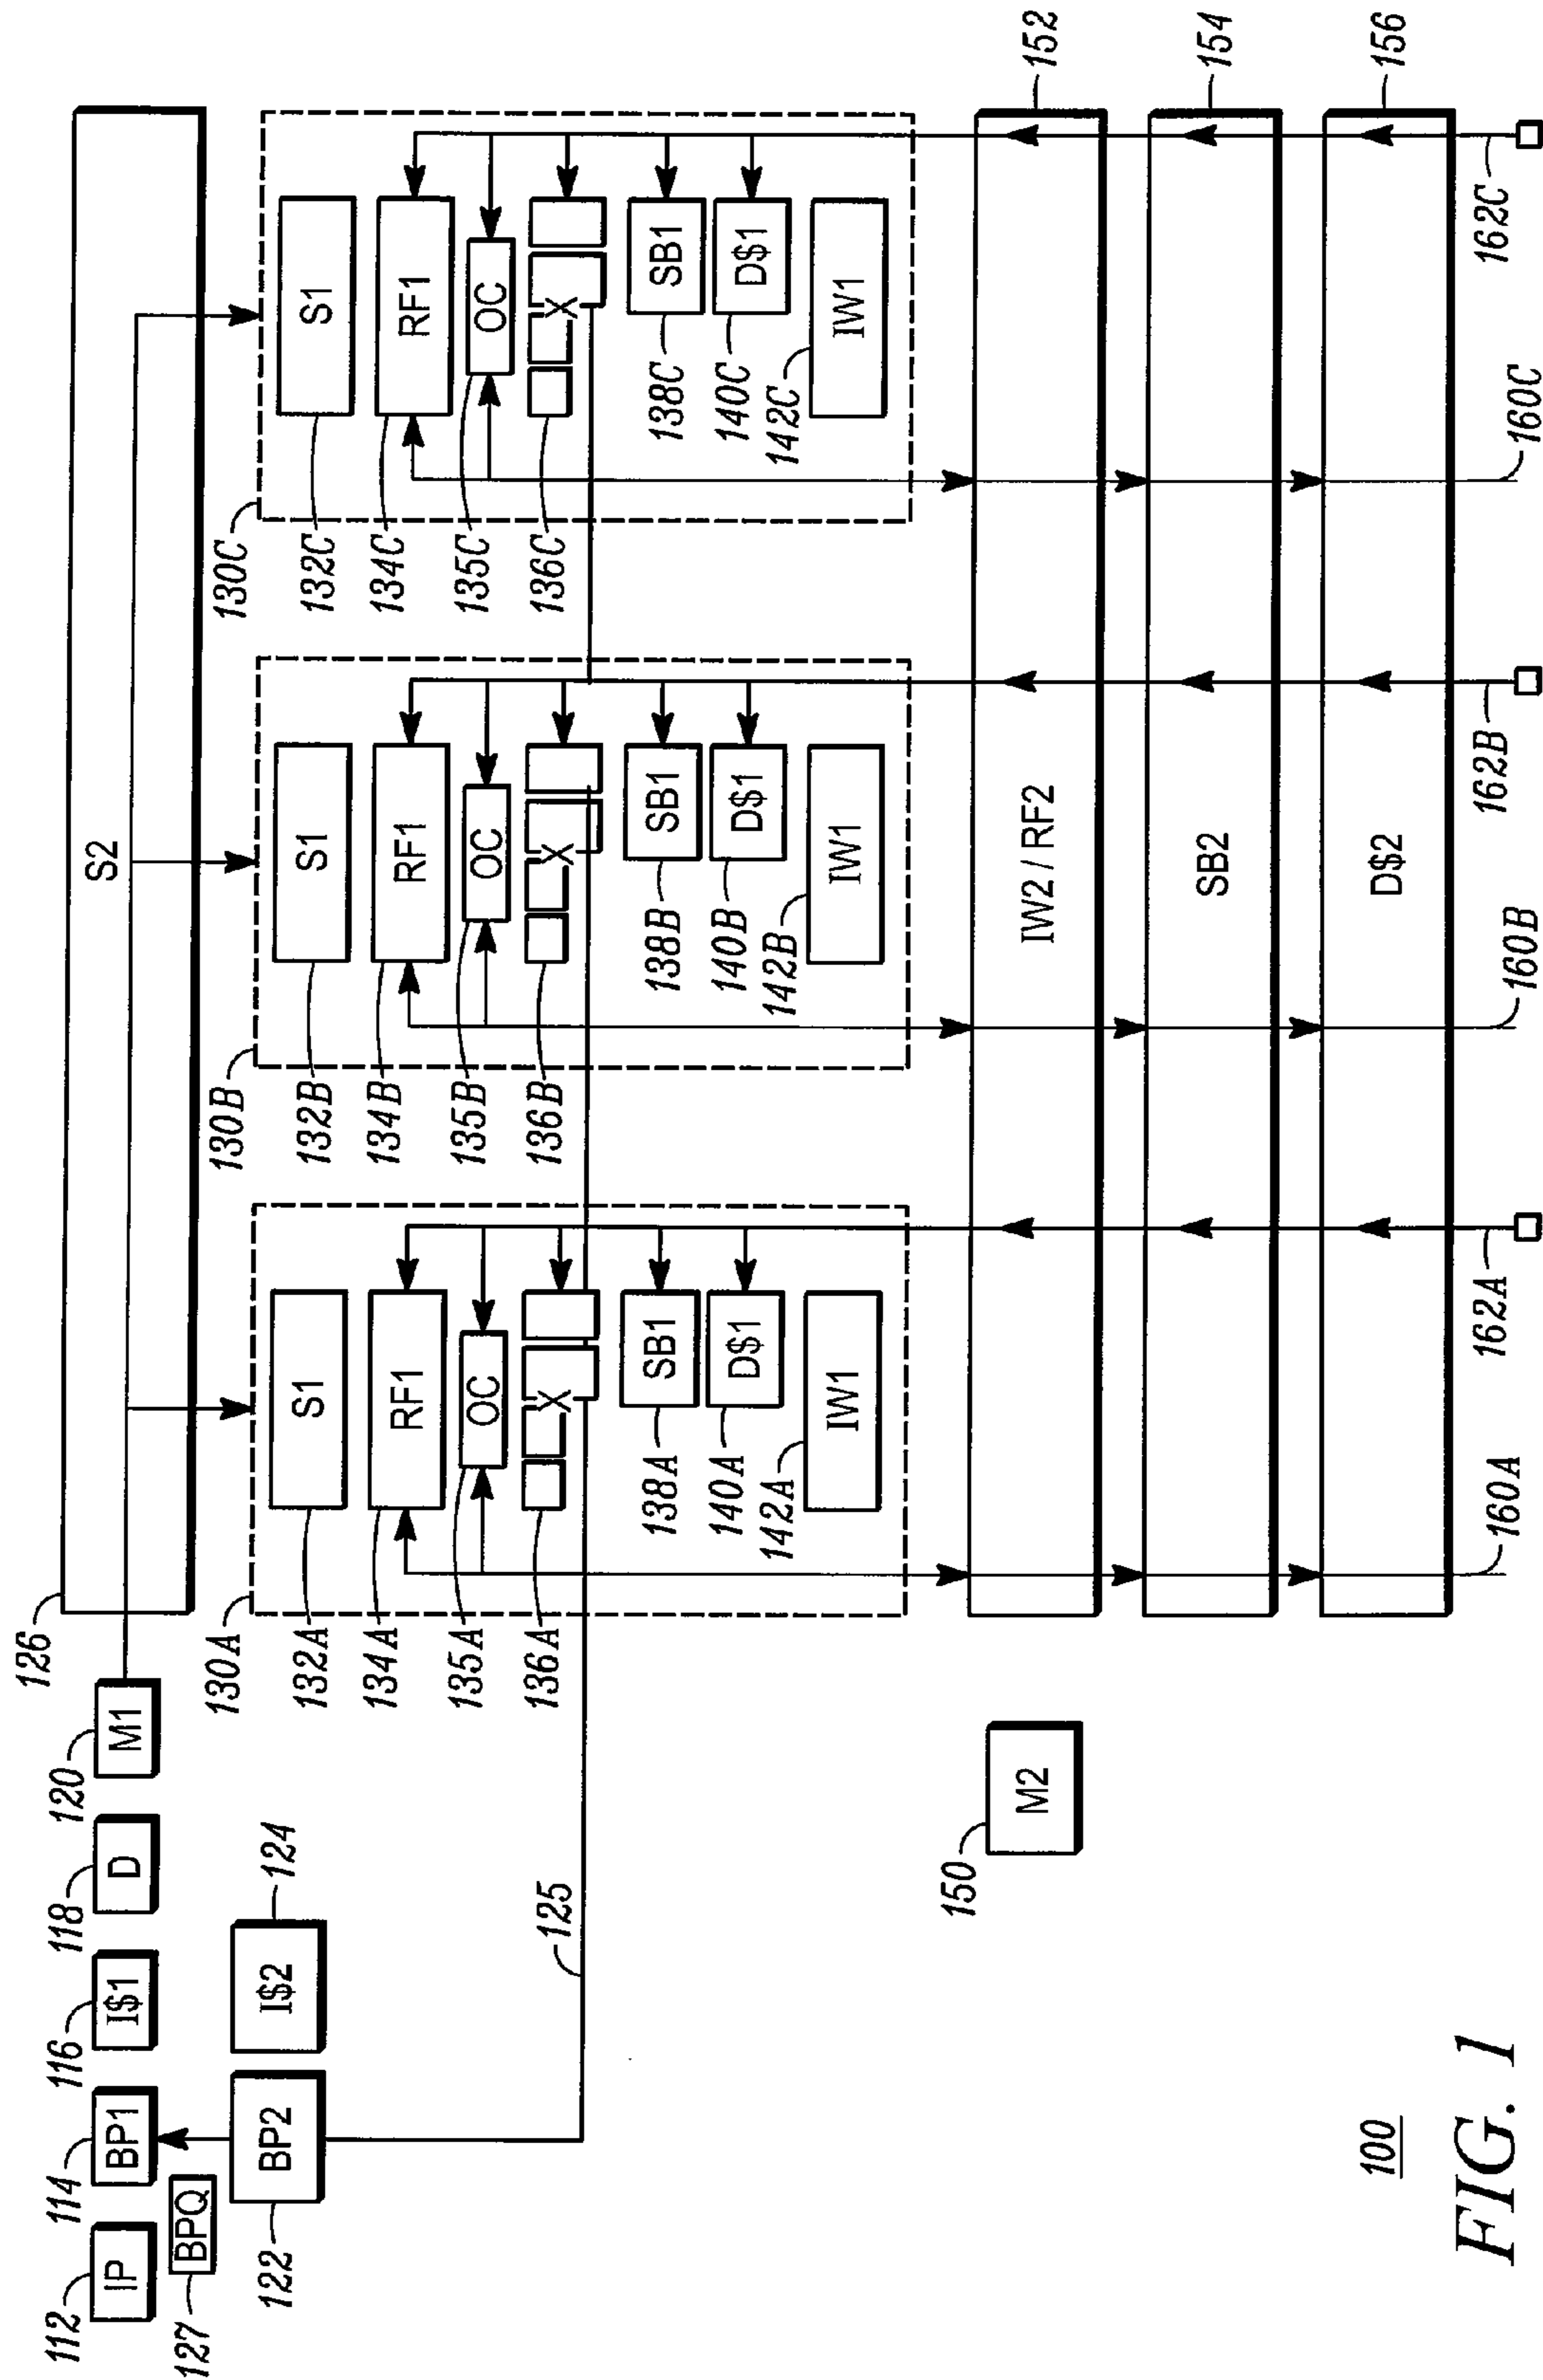 112
IP
114
BP1
116
I$1
118
D
120
M1
126
S2
127
BPQ
122
BP2
I$2
124
125
130A
132A
S1
134A
RF1
135A
OC
136A
X
138A
SB1
140A
D$1
142A
IW1
130B
132B
S1
134B
RF1
135B
OC
136B
X
138B
SB1
140B
D$1
142B
IW1
130C
132C
S1
134C
RF1
135C
OC
136C
X
138C
SB1
140C
D$1
142C
IW1
150
M2
IW2 / RF2
152
SB2
154
D$2
156
160A
162A
160B
162B
160C
162C
100
FIG. 1